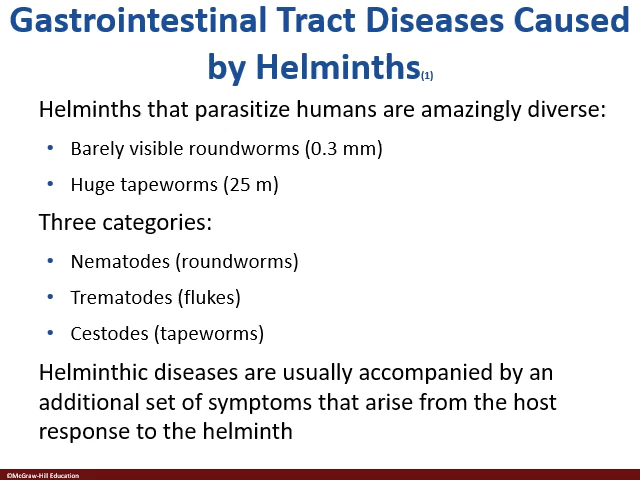 Gastrointestinal Tract Diseases Caused
by Helminths(1)
Helminths that parasitize humans are amazingly diverse:
• Barely visible roundworms (0.3 mm)
• Huge tapeworms (25 m)
Three categories:
• Nematodes (roundworms)
• Trematodes (flukes)
• Cestodes (tapeworms)
Helminthic diseases are usually accompanied by an
additional set of symptoms that arise from the host
response to the helminth
©McGraw-Hill Education